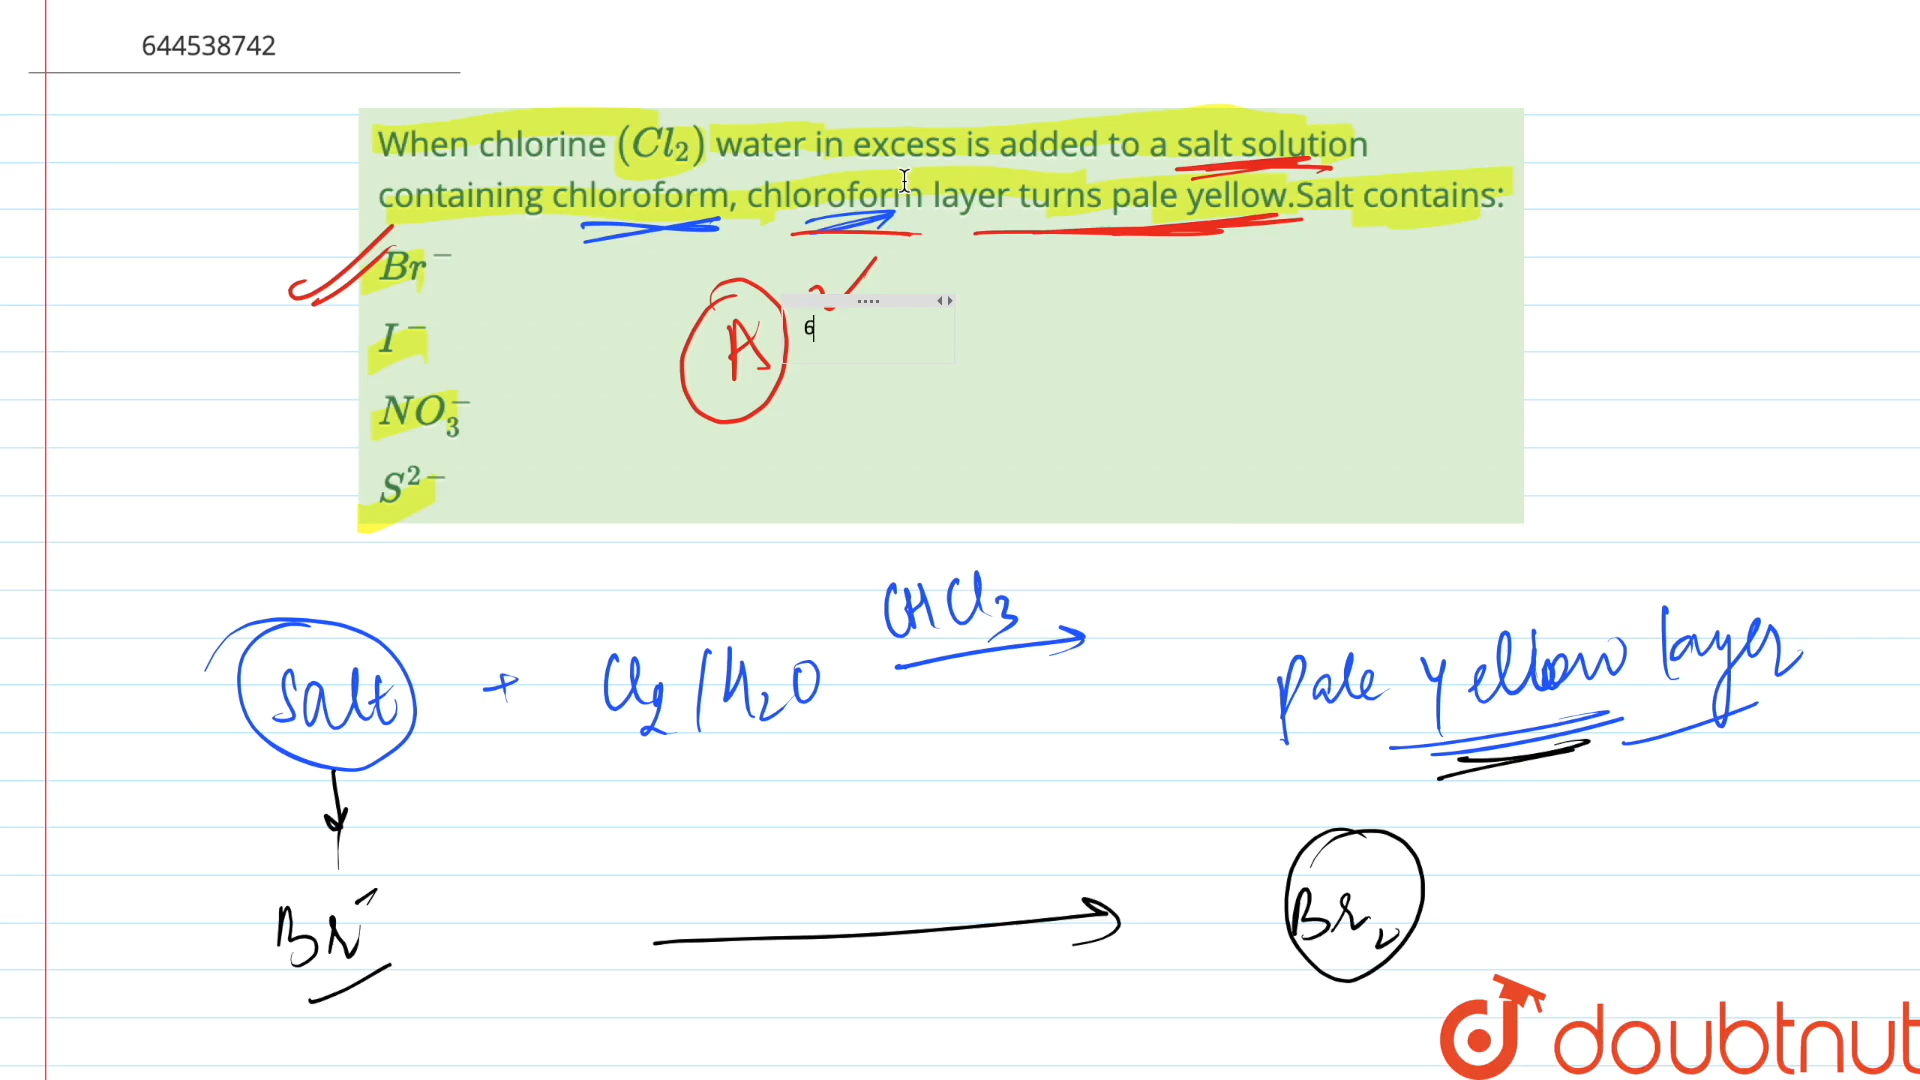 644538742
When chlorine (Cl₂) water in excess is added to a salt solution
containing chloroform, chloroform layer turns pale yellow.Salt contains:
Br⁻
I⁻
NO₃⁻
S²⁻
A
6
Salt + Cl₂/H₂O CHCl₃ Pale Yellow layer
Br⁻ Br₂
doubtnut